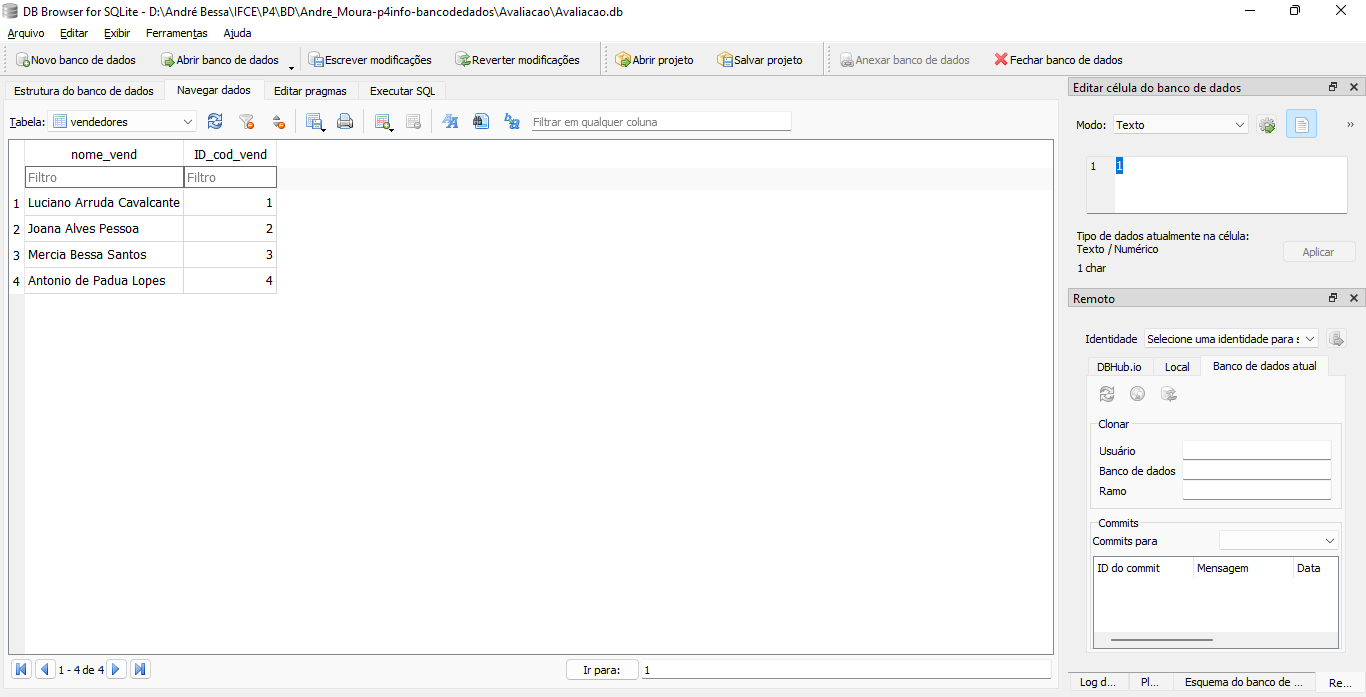 DB Browser for SQLite - D:\André Bessa\IFCE\P4\BD\Andre_Moura-p4info-bancodedados\Avaliacao\Avaliacao.db
Arquivo Editar Exibir Ferramentas Ajuda
Novo banco de dados Abrir banco de dados Escrever modificações Reverter modificações Abrir projeto Salvar projeto Anexar banco de dados Fechar banco de dados
Estrutura do banco de dados Navegar dados Editar pragmas Executar SQL
Tabela: vendedores Filtrar em qualquer coluna
nome_vend ID_cod_vend
Filtro Filtro
1 Luciano Arruda Cavalcante 1
2 Joana Alves Pessoa 2
3 Mercia Bessa Santos 3
4 Antonio de Padua Lopes 4
1 - 4 de 4 Ir para: 1
Editar célula do banco de dados
Modo: Texto
1 1
Tipo de dados atualmente na célula:
Texto / Numérico
1 char
Aplicar
Remoto
Identidade Selecione uma identidade para s
DBHub.io Local Banco de dados atual
Clonar
Usuário
Banco de dados
Ramo
Commits
Commits para
ID do commit Mensagem Data
Log d... Pl... Esquema do banco de ... Re...